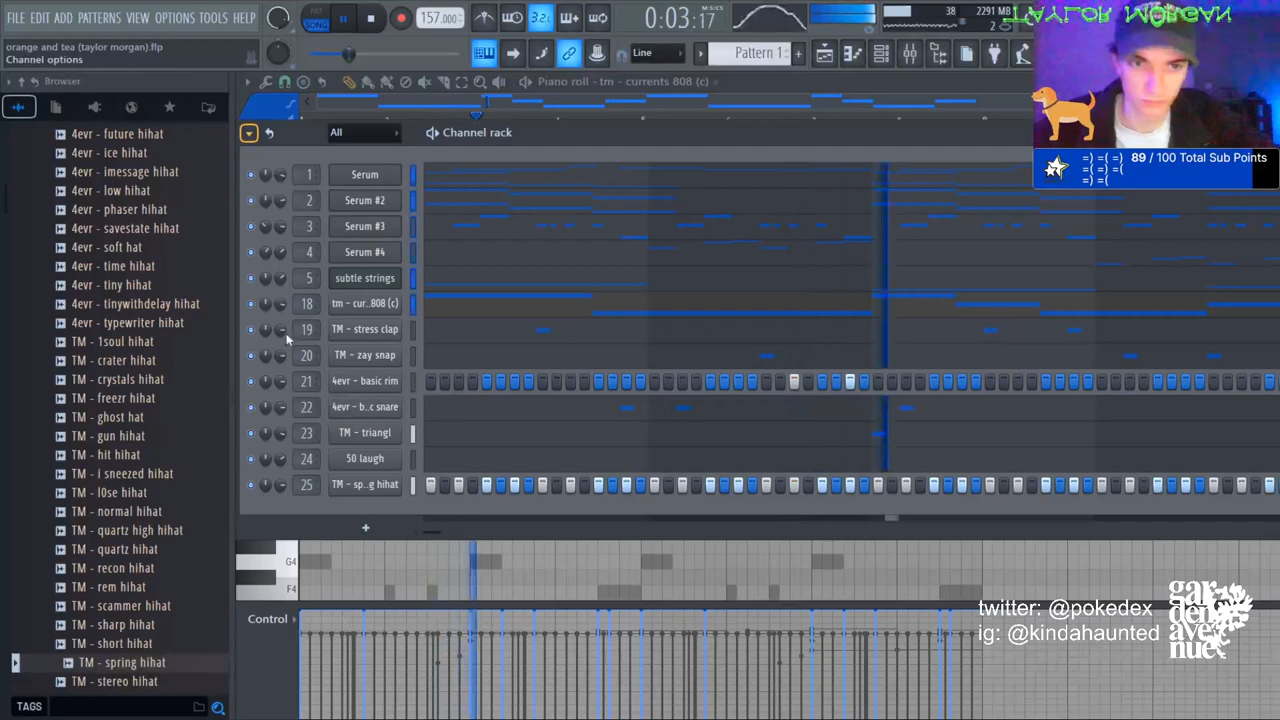 FILE EDIT ADD PATTERNS VIEW OPTIONS TOOLS HELP
PAT
SONG
157.000
3.2.
0:03:17
M:S:CS
38
2291 MB
2
TAYLOR MORGAN
orange and tea (taylor morgan).flp
Channel options
Line
Pattern 1
+
Browser
Piano roll - tm - currents 808 (c)
All
Channel rack
4evr - future hihat
4evr - ice hihat
4evr - imessage hihat
4evr - low hihat
4evr - phaser hihat
4evr - savestate hihat
4evr - soft hat
4evr - time hihat
4evr - tiny hihat
4evr - tinywithdelay hihat
4evr - typewriter hihat
TM - 1soul hihat
TM - crater hihat
TM - crystals hihat
TM - freezr hihat
TM - ghost hat
TM - gun hihat
TM - hit hihat
TM - I sneezed hihat
TM - l0se hihat
TM - normal hihat
TM - quartz high hihat
TM - quartz hihat
TM - recon hihat
TM - rem hihat
TM - scammer hihat
TM - sharp hihat
TM - short hihat
TM - spring hihat
TM - stereo hihat
TAGS
1 Serum
2 Serum #2
3 Serum #3
4 Serum #4
5 subtle strings
18 tm - cur..808 (c)
19 TM - stress clap
20 TM - zay snap
21 4evr - basic rim
22 4evr - b..c snare
23 TM - triangl
24 50 laugh
25 TM - sp..g hihat
+
G4
F4
Control
=) =( =} 89 / 100 Total Sub Points
=( =) =(
=) =(
twitter: @pokedex
ig: @kindahaunted
gar
den
ave
nue